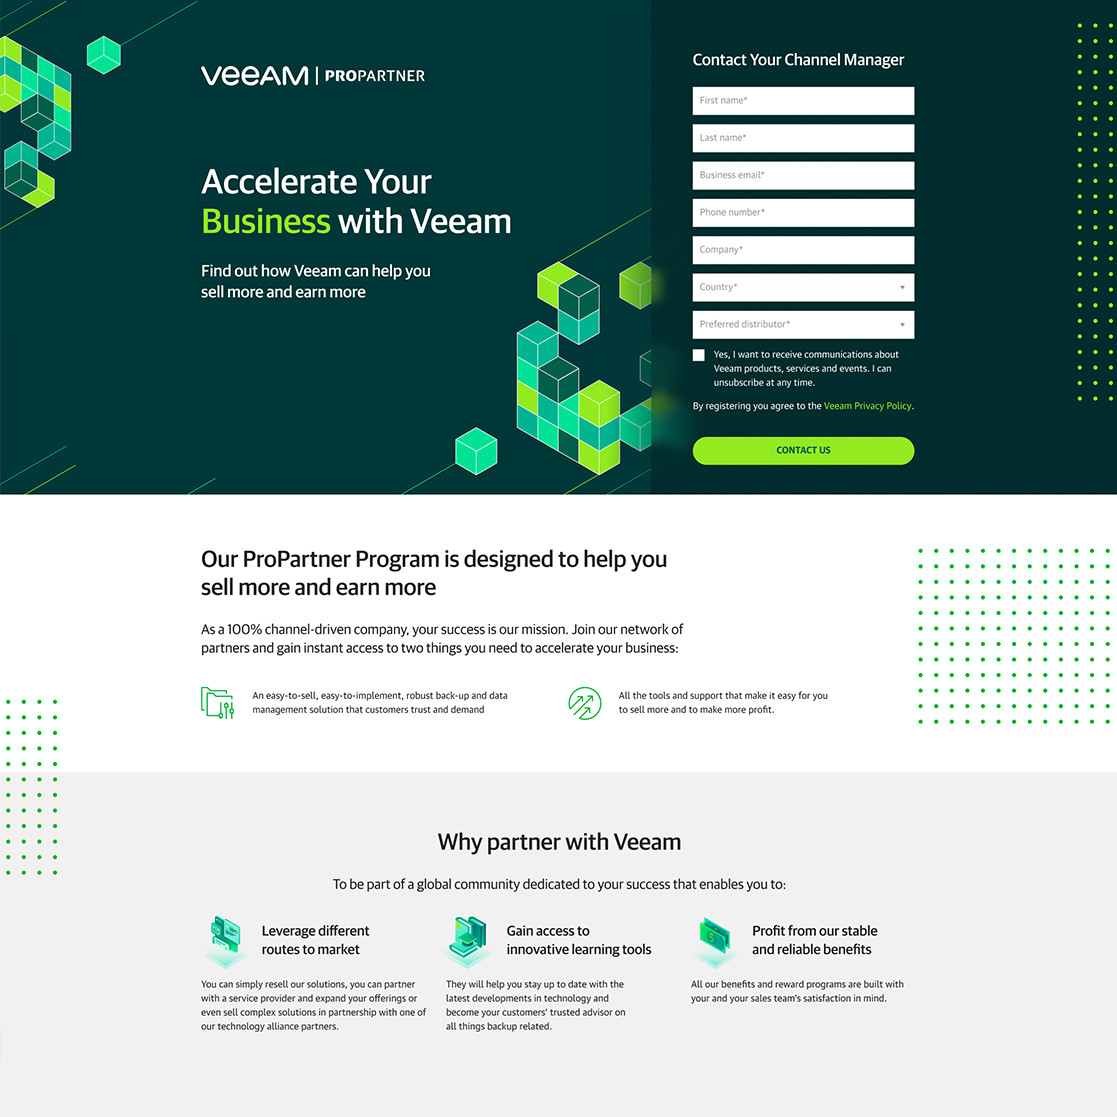 VeeAM | PROPARTNER
Accelerate Your
Business with Veeam
Find out how Veeam can help you
sell more and earn more
Contact Your Channel Manager
First name*
Last name*
Business email*
Phone number*
Company*
Country*
Preferred distributor*
Yes, I want to receive communications about
Veeam products, services and events. I can
unsubscribe at any time.
By registering you agree to the Veeam Privacy Policy.
CONTACT US
Our ProPartner Program is designed to help you
sell more and earn more
As a 100% channel-driven company, your success is our mission. Join our network of
partners and gain instant access to two things you need to accelerate your business:
An easy-to-sell, easy-to-implement, robust back-up and data
management solution that customers trust and demand
All the tools and support that make it easy for you
to sell more and to make more profit.
Why partner with Veeam
To be part of a global community dedicated to your success that enables you to:
Leverage different
routes to market
You can simply resell our solutions, you can partner
with a service provider and expand your offerings or
even sell complex solutions in partnership with one of
our technology alliance partners.
Gain access to
innovative learning tools
They will help you stay up to date with the
latest developments in technology and
become your customers' trusted advisor on
all things backup related.
Profit from our stable
and reliable benefits
All our benefits and reward programs are built with
your and your sales team's satisfaction in mind.